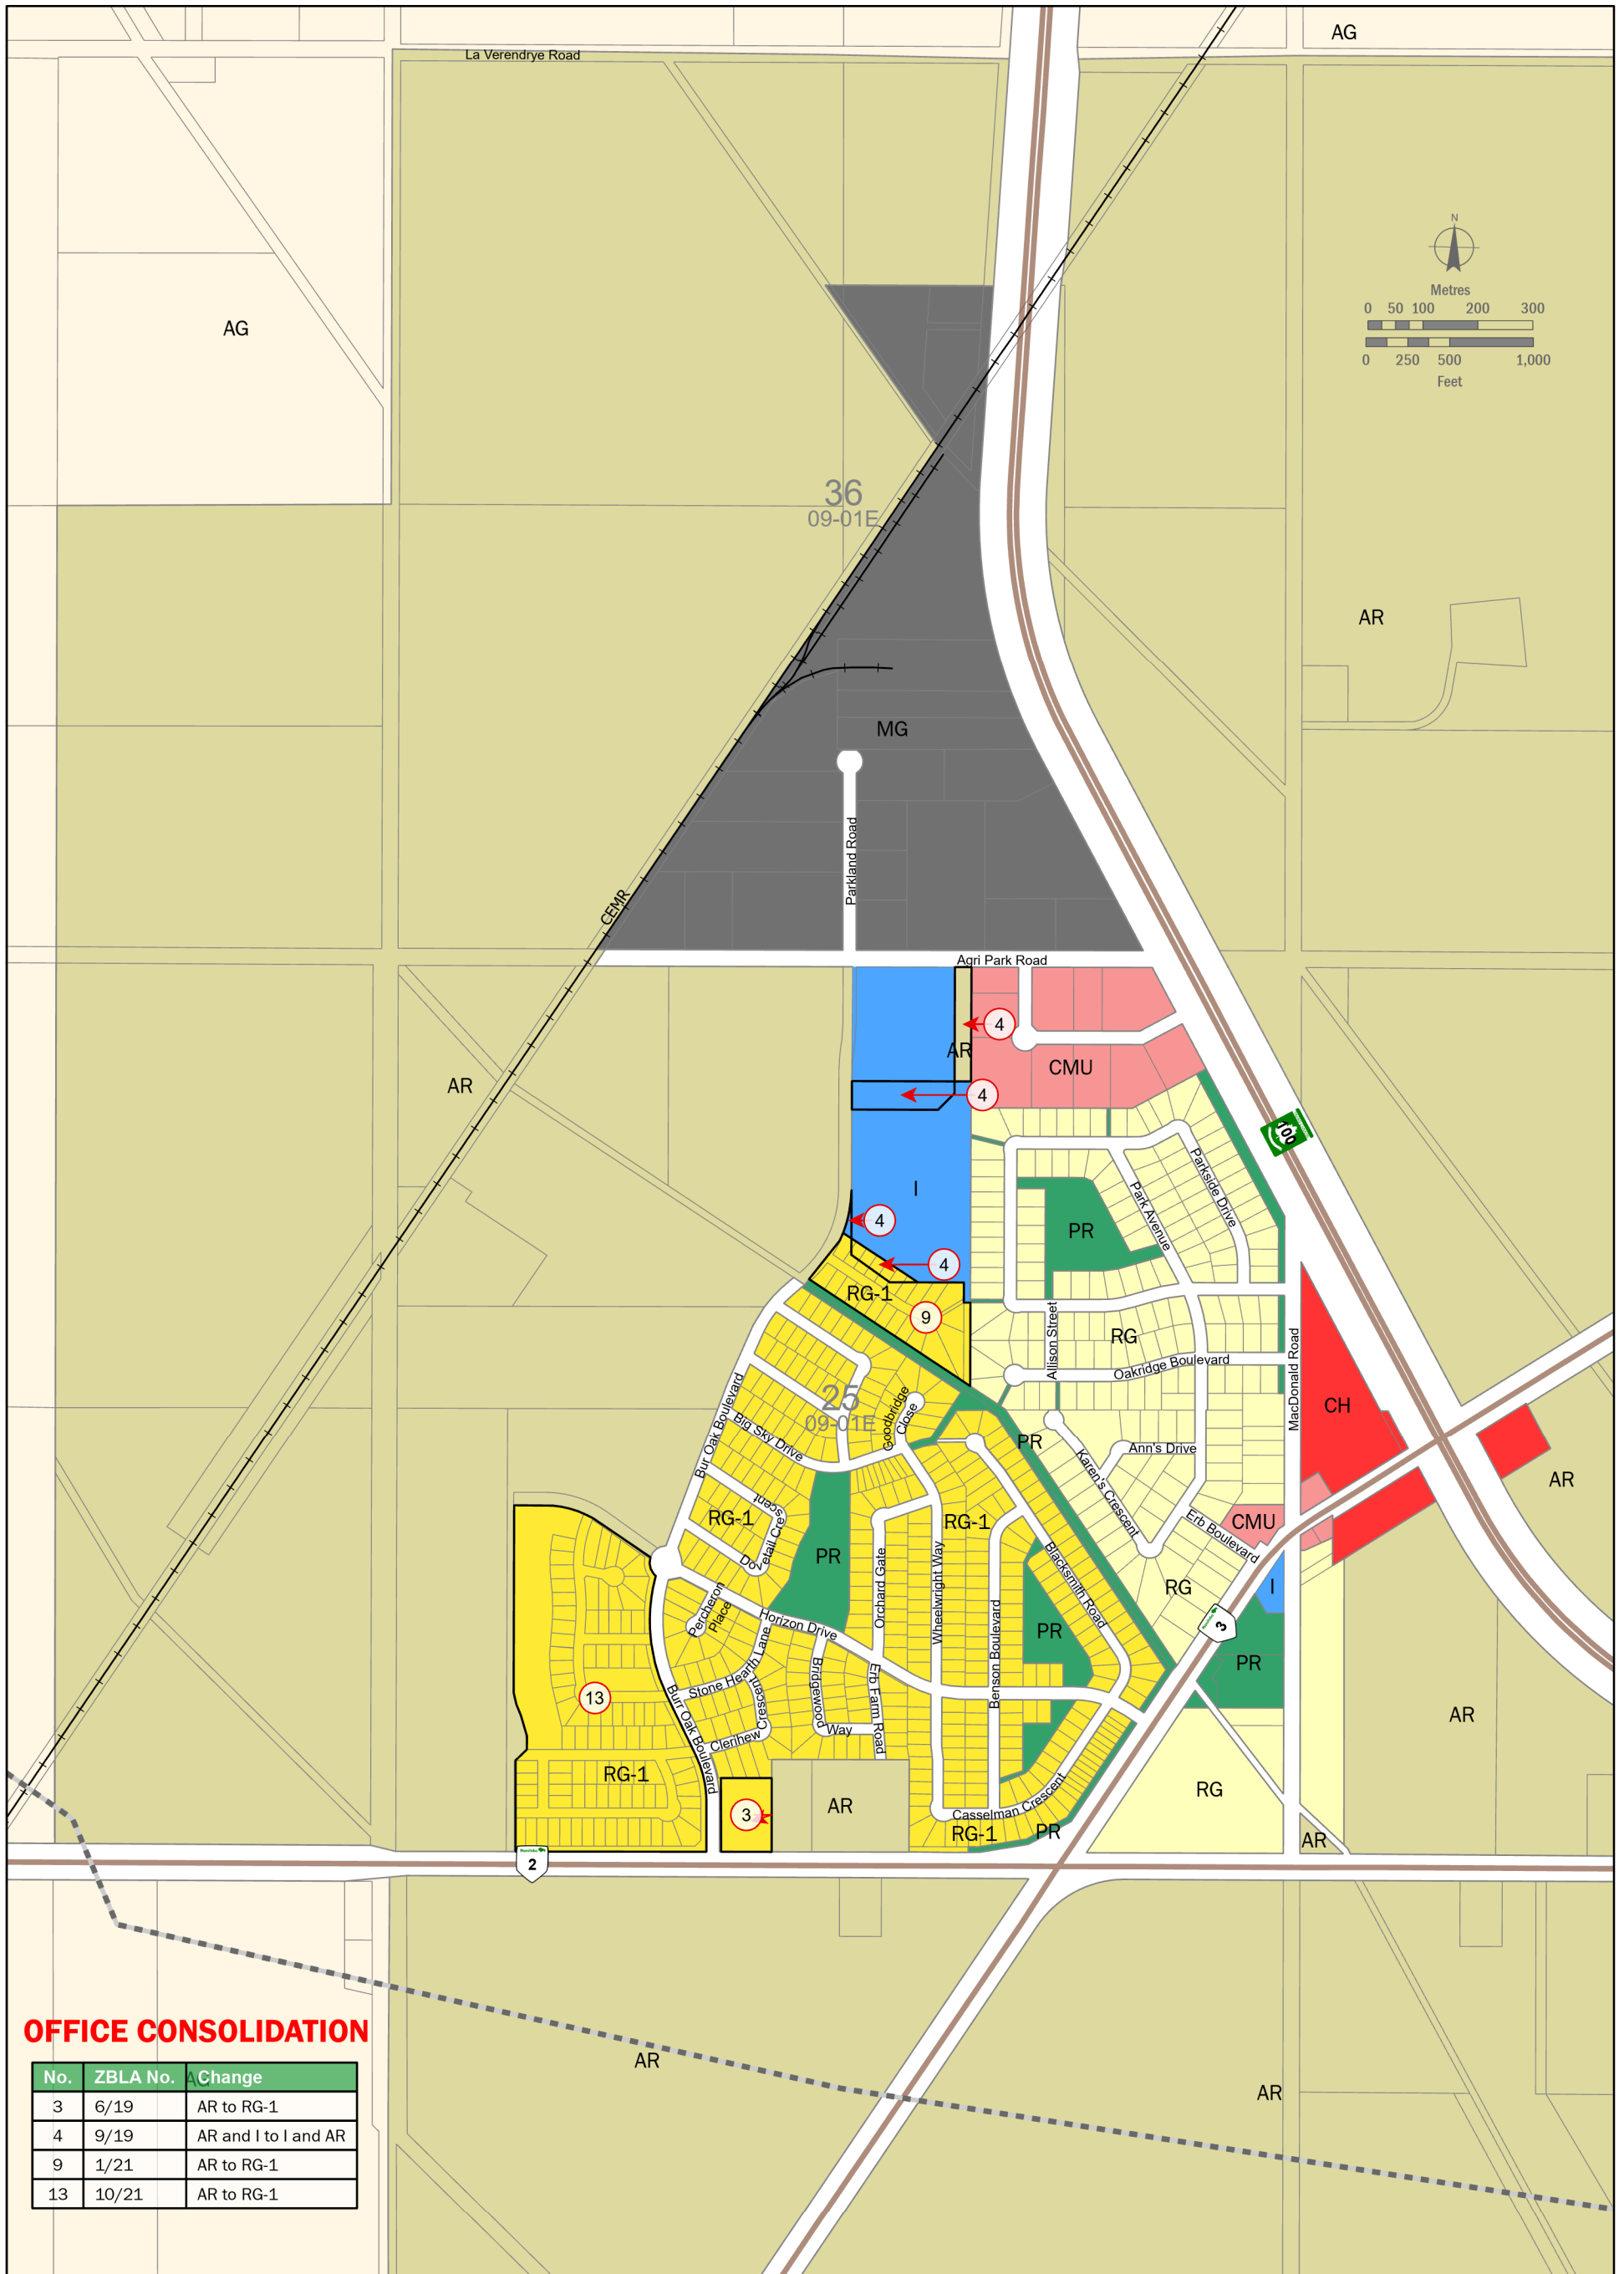 AG
La Verendrye Road
N
Metres
0 50 100 200 300
0 250 500 1,000
Feet
AG
36
09-01E
AR
MG
Parkland Road
CEMR
Agri Park Road
4
AR
CMU
AR
4
100
I
Parkside Drive
Park Avenue
PR
4
4
RG-1
9
Allison Street
RG
MacDonald Road
Oakridge Boulevard
CH
25
09-01E
Goodbridge
Close
Bur Oak Boulevard
Big Sky Drive
PR
Ann's Drive
Karen's Crescent
AR
RG-1
Dovetail Crescent
RG-1
CMU
Erb Boulevard
PR
Orchard Gate
Wheelwright Way
Blacksmith Road
RG
I
Percheron
Place
Horizon Drive
Benson Boulevard
PR
3
PR
Stone Hearth Lane
Bridgewood
Way
Erb Farm Road
13
Burr Oak Boulevard
Clerihew
Crescent
AR
RG-1
RG
3
AR
Casselman Crescent
RG-1
PR
AR
Manitoba
2
OFFICE CONSOLIDATION
AR
AR
AG
No. ZBLA No. Change
3 6/19 AR to RG-1
4 9/19 AR and I to I and AR
9 1/21 AR to RG-1
13 10/21 AR to RG-1